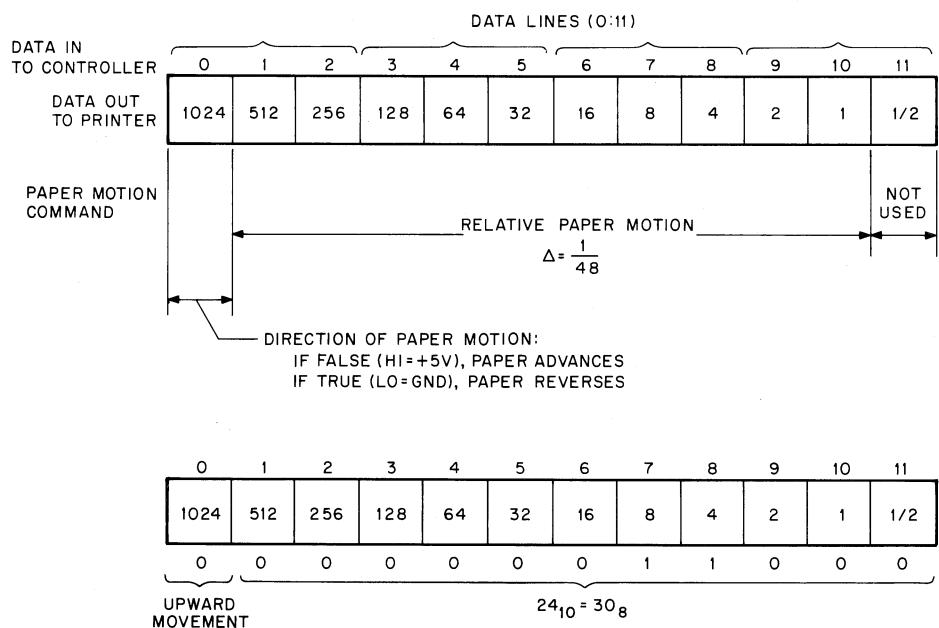 DATA LINES (0:11)
DATA IN
TO CONTROLLER
0 1 2 3 4 5 6 7 8 9 10 11
DATA OUT
TO PRINTER
1024 512 256 128 64 32 16 8 4 2 1 1/2
PAPER MOTION
COMMAND
NOT
USED
RELATIVE PAPER MOTION
Δ= 1/48
DIRECTION OF PAPER MOTION:
IF FALSE (HI=+5V), PAPER ADVANCES
IF TRUE (LO=GND), PAPER REVERSES
0 1 2 3 4 5 6 7 8 9 10 11
1024 512 256 128 64 32 16 8 4 2 1 1/2
0 0 0 0 0 0 0 1 1 0 0 0
UPWARD
MOVEMENT
24₁₀ = 30₈